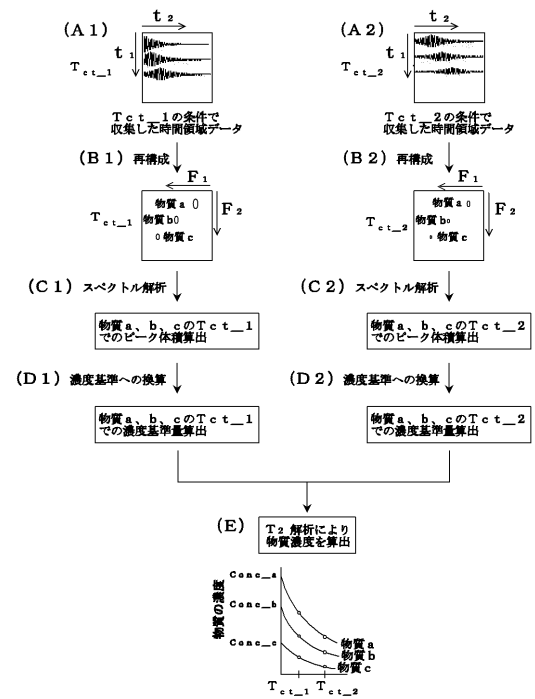 (A1) t₂
t₁
Tct_1
Tct_1の条件で
収集した時間領域データ
(A2) t₂
t₁
Tct_2
Tct_2の条件で
収集した時間領域データ
(B1) 再構成
F₁
F₂
Tct_1
物質a
物質b
物質c
(B2) 再構成
F₁
F₂
Tct_2
物質a
物質b
物質c
(C1) スペクトル解析
物質a、b、cのTct_1
でのピーク体積算出
(C2) スペクトル解析
物質a、b、cのTct_2
でのピーク体積算出
(D1) 濃度基準への換算
物質a、b、cのTct_1
での濃度基準量算出
(D2) 濃度基準への換算
物質a、b、cのTct_2
での濃度基準量算出
(E)
T₂解析により
物質濃度を算出
物質の濃度
Conc_a
Conc_b
Conc_c
物質a
物質b
物質c
Tct_1 Tct_2